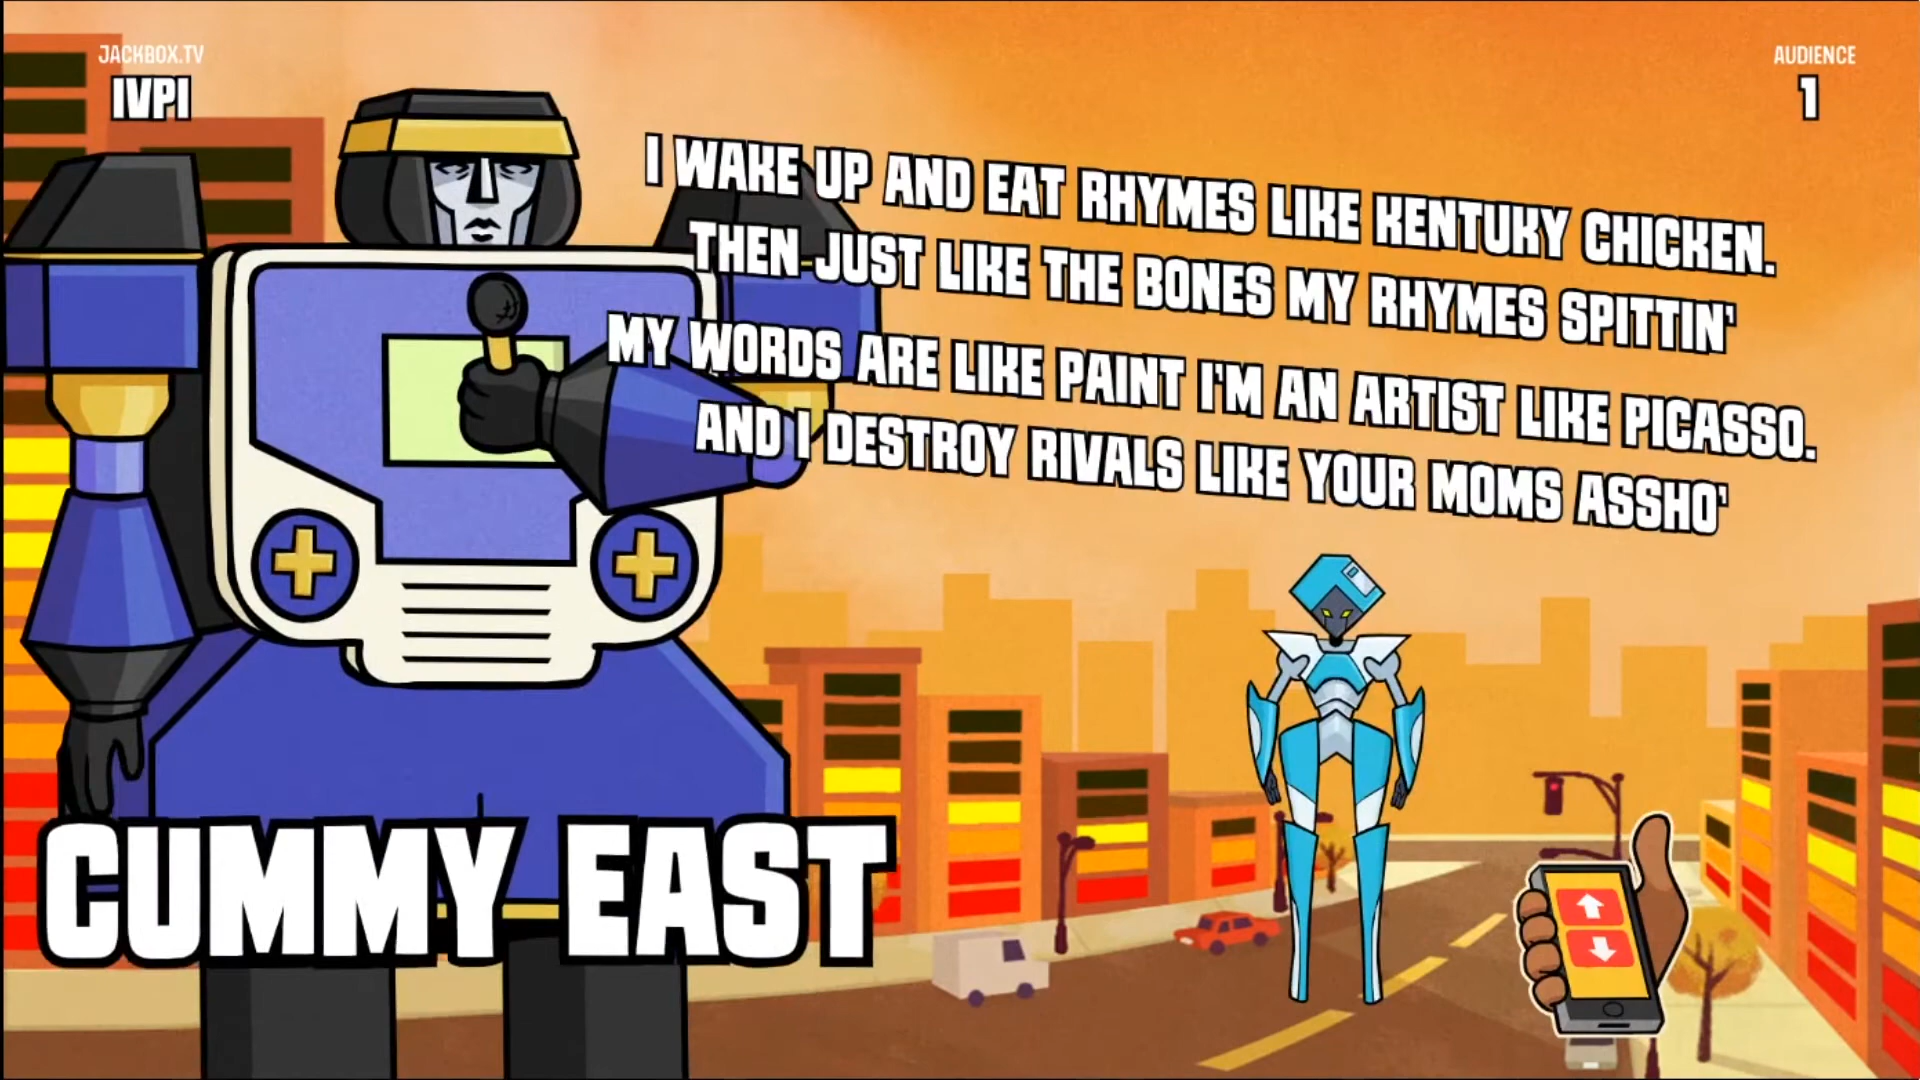 JACKBOX.TV
IVPI
AUDIENCE
1
I WAKE UP AND EAT RHYMES LIKE KENTUKY CHICKEN.
THEN JUST LIKE THE BONES MY RHYMES SPITTIN'
MY WORDS ARE LIKE PAINT I'M AN ARTIST LIKE PICASSO.
AND I DESTROY RIVALS LIKE YOUR MOMS ASSHO'
CUMMY EAST